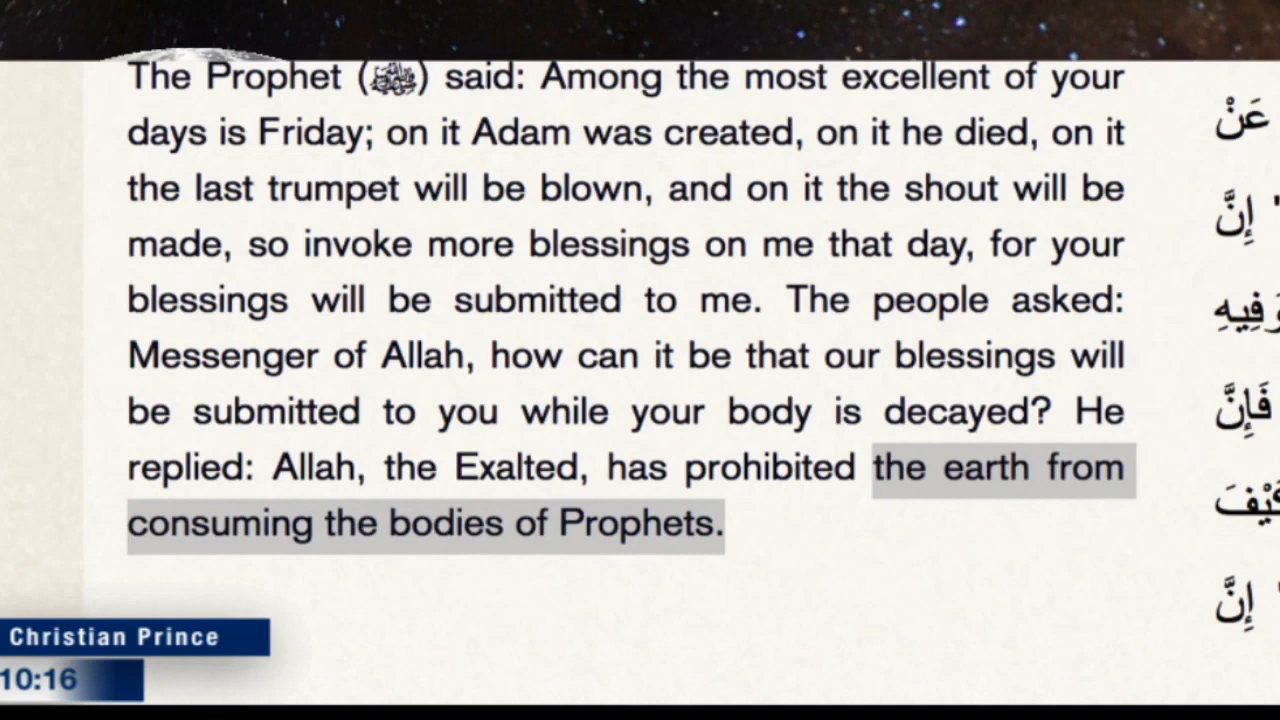 The Prophet (ﷺ) said: Among the most excellent of your
days is Friday; on it Adam was created, on it he died, on it
the last trumpet will be blown, and on it the shout will be
made, so invoke more blessings on me that day, for your
blessings will be submitted to me. The people asked:
Messenger of Allah, how can it be that our blessings will
be submitted to you while your body is decayed? He
replied: Allah, the Exalted, has prohibited the earth from
consuming the bodies of Prophets.
عَنْ
إِنَّ
فَإِنَّ
إِنَّ
Christian Prince
10:16